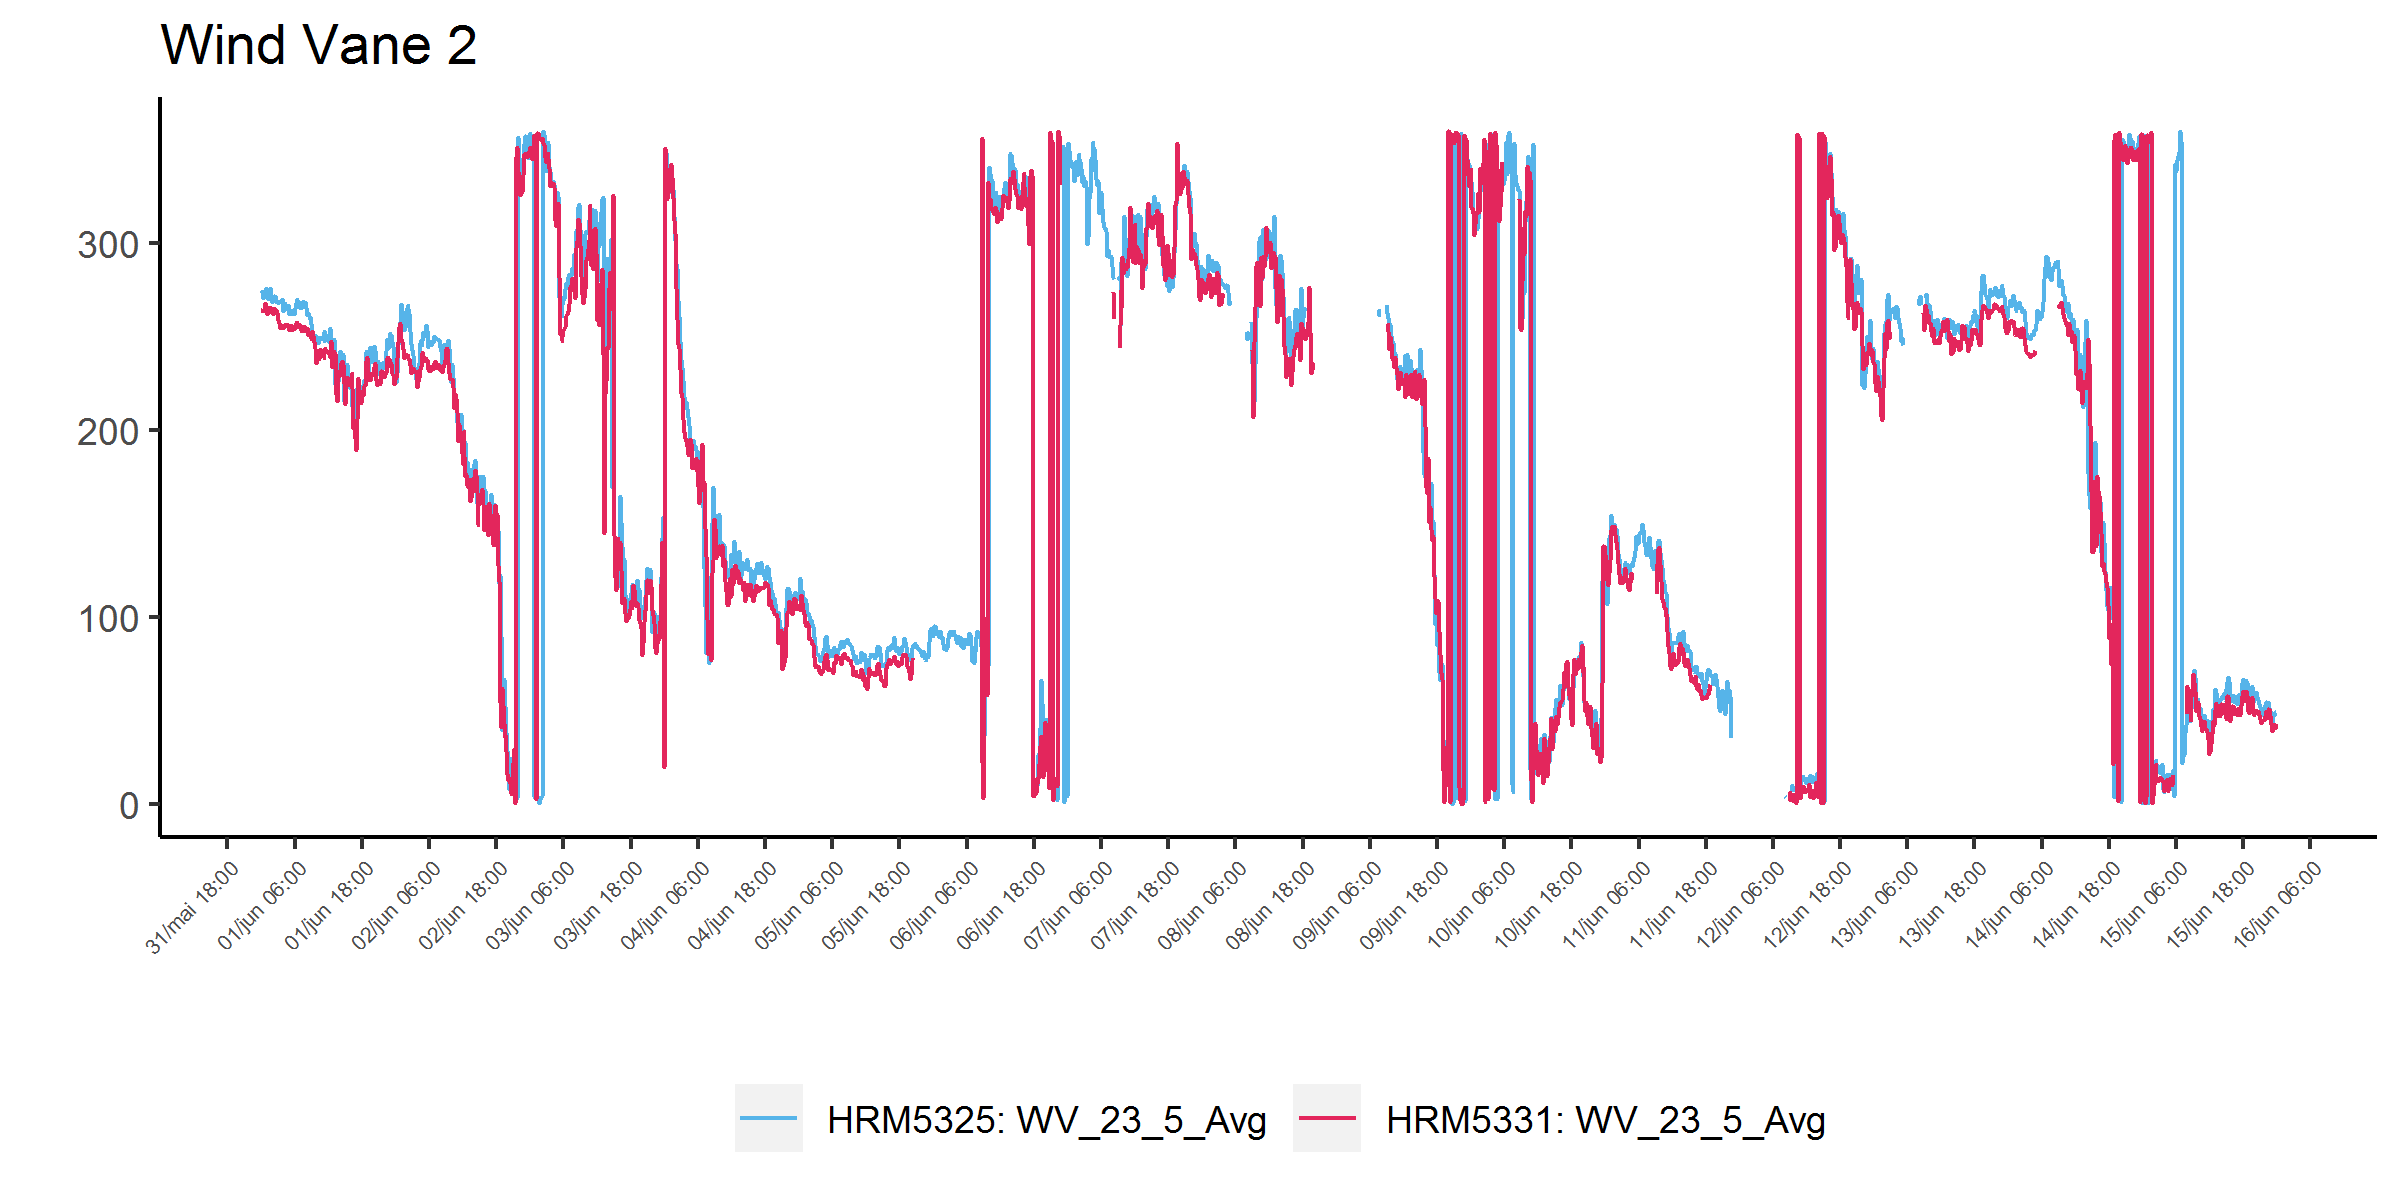 Wind Vane 2
300
200
100
0
31/mai 18:00
01/jun 06:00
01/jun 18:00
02/jun 06:00
02/jun 18:00
03/jun 06:00
03/jun 18:00
04/jun 06:00
04/jun 18:00
05/jun 06:00
05/jun 18:00
06/jun 06:00
06/jun 18:00
07/jun 06:00
07/jun 18:00
08/jun 06:00
08/jun 18:00
09/jun 06:00
09/jun 18:00
10/jun 06:00
10/jun 18:00
11/jun 06:00
11/jun 18:00
12/jun 06:00
12/jun 18:00
13/jun 06:00
13/jun 18:00
14/jun 06:00
14/jun 18:00
15/jun 06:00
15/jun 18:00
16/jun 06:00
HRM5325: WV_23_5_Avg
HRM5331: WV_23_5_Avg